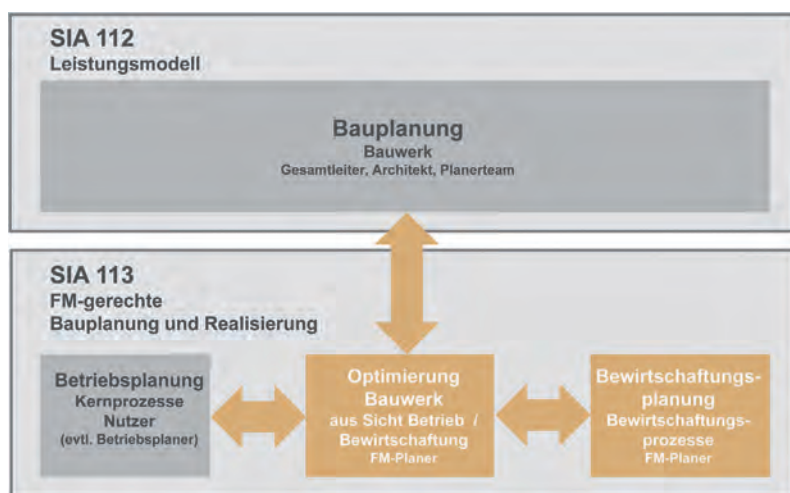 SIA 112
Leistungsmodell
Bauplanung
Bauwerk
Gesamtleiter, Architekt, Planerteam
SIA 113
FM-gerechte
Bauplanung und Realisierung
Betriebsplanung
Kernprozesse
Nutzer
(evtl. Betriebsplaner)
Optimierung
Bauwerk
aus Sicht Betrieb /
Bewirtschaftung
FM-Planer
Bewirtschaftungs-
planung
Bewirtschaftungs-
prozesse
FM-Planer